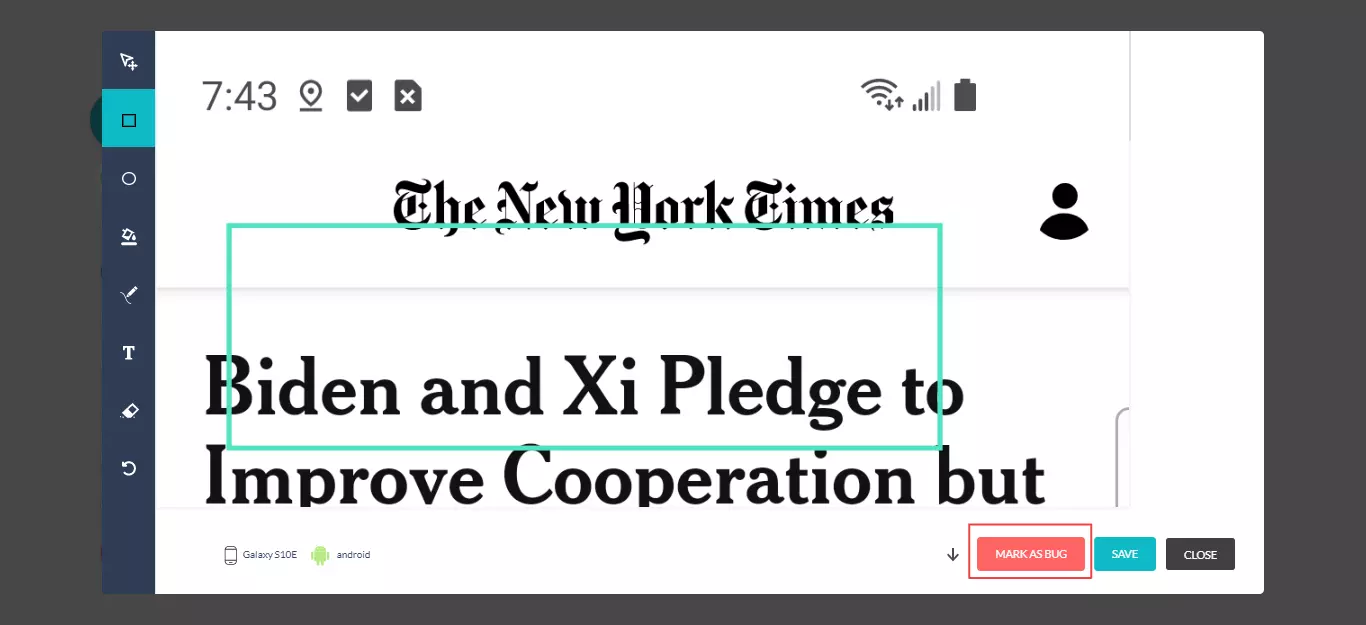 7:43
The New York Times
Biden and Xi Pledge to
Improve Cooperation but
T
Galaxy S10E android MARK AS BUG SAVE CLOSE